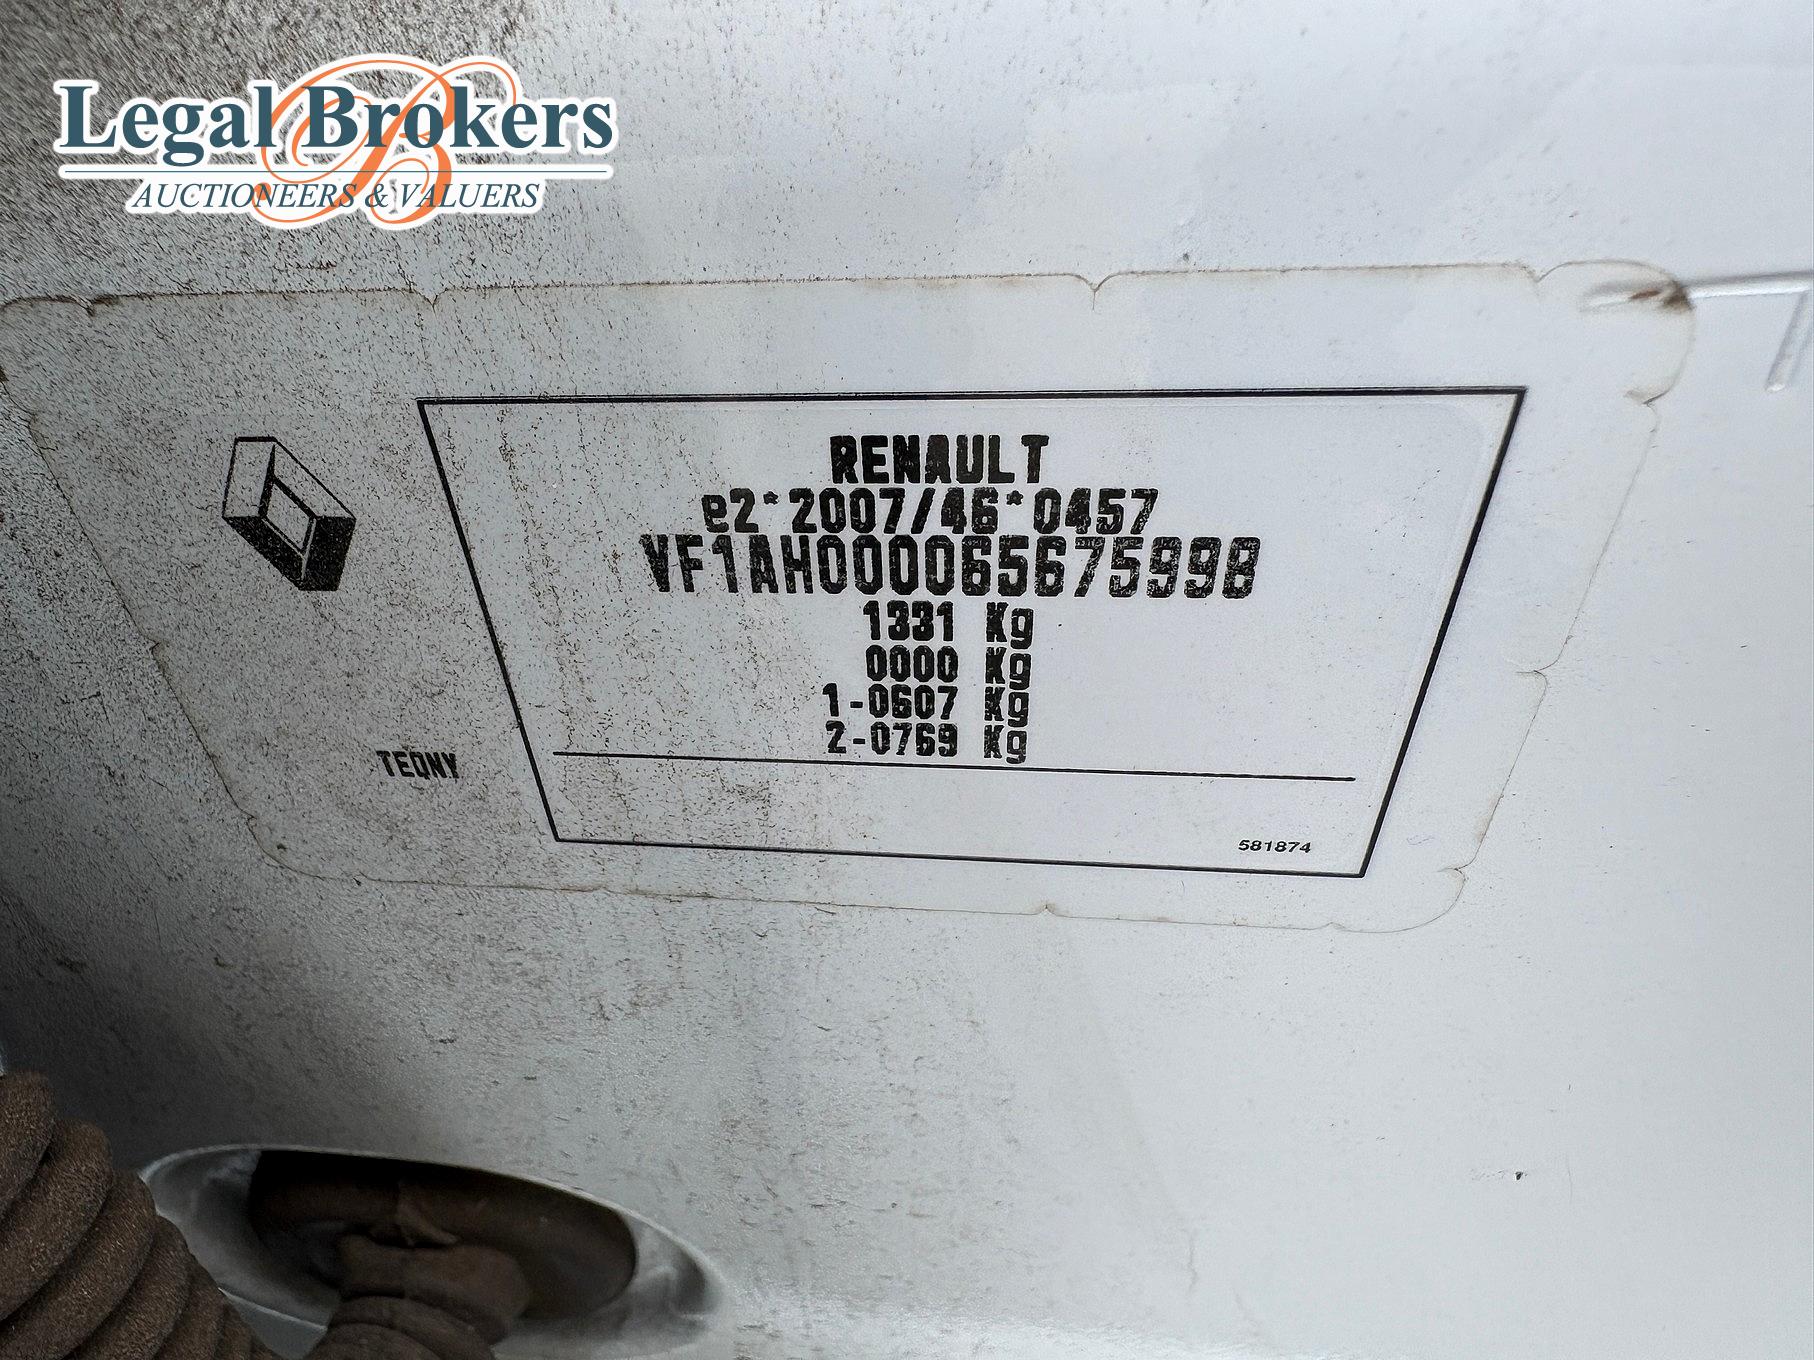 Legal Brokers
AUCTIONEERS & VALUERS
RENAULT
e2*2007/46*0457
VF1AH000065675998
1331 Kg
0000 Kg
1-0607 Kg
2-0769 Kg
TEQNY
581874